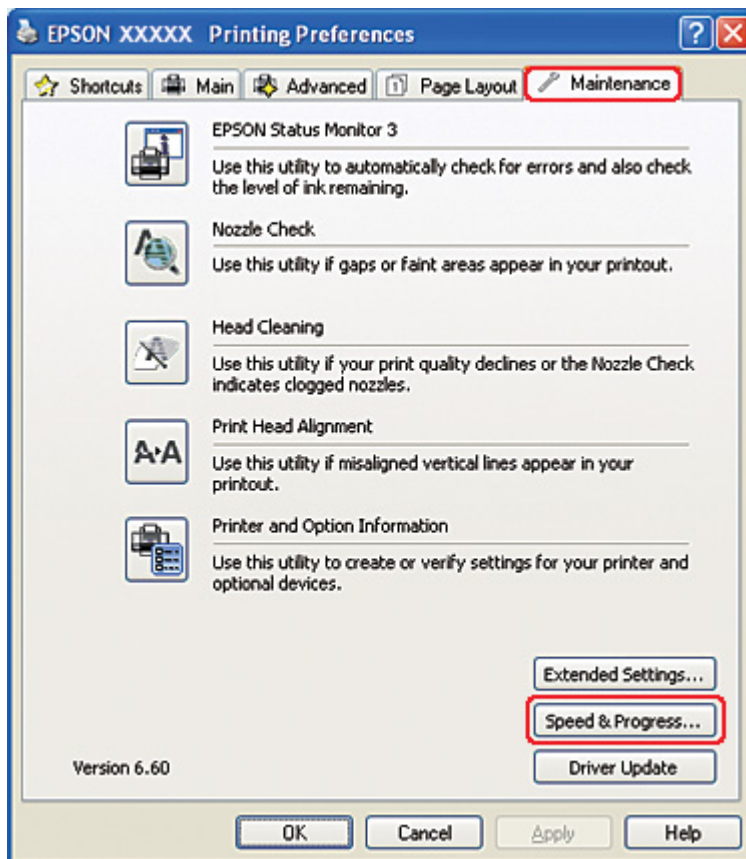 EPSON XXXXX Printing Preferences
Shortcuts Main Advanced Page Layout Maintenance
EPSON Status Monitor 3
Use this utility to automatically check for errors and also check
the level of ink remaining.
Nozzle Check
Use this utility if gaps or faint areas appear in your printout.
Head Cleaning
Use this utility if your print quality declines or the Nozzle Check
indicates clogged nozzles.
Print Head Alignment
Use this utility if misaligned vertical lines appear in your
printout.
Printer and Option Information
Use this utility to create or verify settings for your printer and
optional devices.
Extended Settings...
Speed & Progress...
Version 6.60 Driver Update
OK Cancel Apply Help